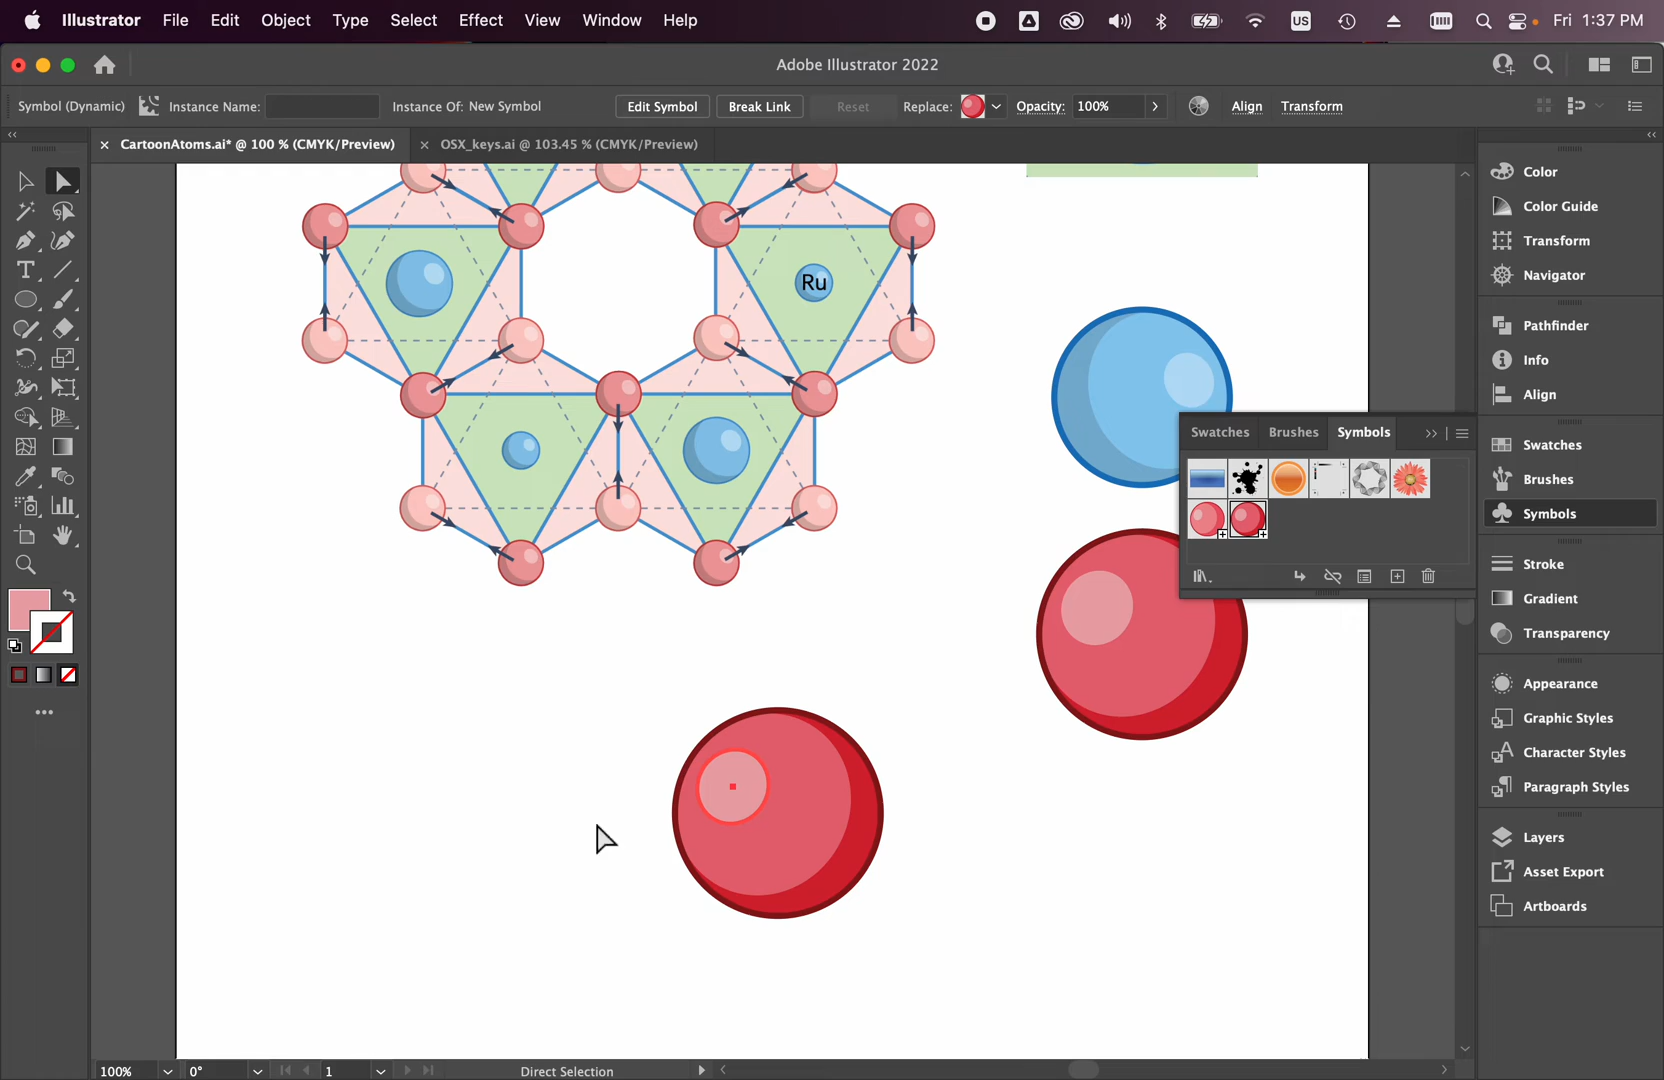 Illustrator File Edit Object Type Select Effect View Window Help US Fri 1:37 PM
Adobe Illustrator 2022
Symbol (Dynamic) Instance Name: Instance Of: New Symbol Edit Symbol Break Link Reset Replace: Opacity: 100% Align Transform
CartoonAtoms.ai* @ 100 % (CMYK/Preview) OSX_keys.ai @ 103.45 % (CMYK/Preview)
Color
Color Guide
Transform
Navigator
Ru
Pathfinder
Info
Align
Swatches Brushes Symbols
Swatches
Brushes
Symbols
Stroke
Gradient
Transparency
Appearance
Graphic Styles
Character Styles
Paragraph Styles
Layers
Asset Export
Artboards
100% 0° 1 Direct Selection